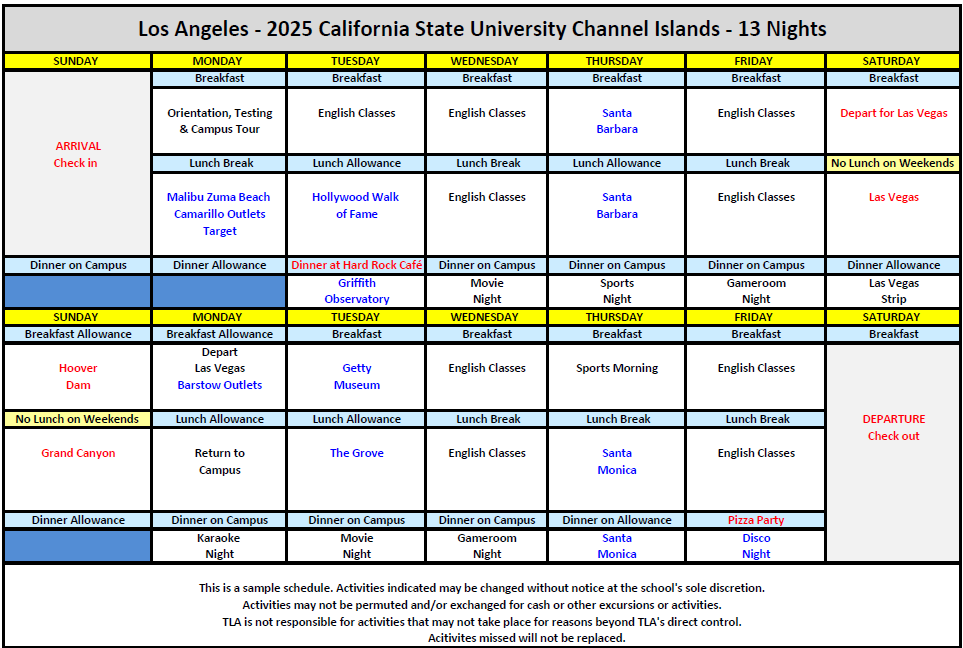 Los Angeles - 2025 California State University Channel Islands - 13 Nights
SUNDAY MONDAY TUESDAY WEDNESDAY THURSDAY FRIDAY SATURDAY
Breakfast Breakfast Breakfast Breakfast Breakfast Breakfast
ARRIVAL
Check in
Orientation, Testing
& Campus Tour
English Classes
English Classes
Santa
Barbara
English Classes
Depart for Las Vegas
Lunch Break Lunch Allowance Lunch Break Lunch Allowance Lunch Break No Lunch on Weekends
Malibu Zuma Beach
Camarillo Outlets
Target
Hollywood Walk
of Fame
English Classes
Santa
Barbara
English Classes
Las Vegas
Dinner on Campus Dinner Allowance Dinner at Hard Rock Café Dinner on Campus Dinner on Campus Dinner on Campus Dinner Allowance
Griffith
Observatory
Movie
Night
Sports
Night
Gameroom
Night
Las Vegas
Strip
SUNDAY MONDAY TUESDAY WEDNESDAY THURSDAY FRIDAY SATURDAY
Breakfast Allowance Breakfast Allowance Breakfast Breakfast Breakfast Breakfast Breakfast
Hoover
Dam
Depart
Las Vegas
Barstow Outlets
Getty
Museum
English Classes
Sports Morning
English Classes
DEPARTURE
Check out
No Lunch on Weekends Lunch Allowance Lunch Allowance Lunch Break Lunch Break Lunch Break
Grand Canyon
Return to
Campus
The Grove
English Classes
Santa
Monica
English Classes
Dinner Allowance Dinner on Campus Dinner on Campus Dinner on Campus Dinner on Allowance Pizza Party
Karaoke
Night
Movie
Night
Gameroom
Night
Santa
Monica
Disco
Night
This is a sample schedule. Activities indicated may be changed without notice at the school's sole discretion.
Activities may not be permuted and/or exchanged for cash or other excursions or activities.
TLA is not responsible for activities that may not take place for reasons beyond TLA's direct control.
Acitivites missed will not be replaced.